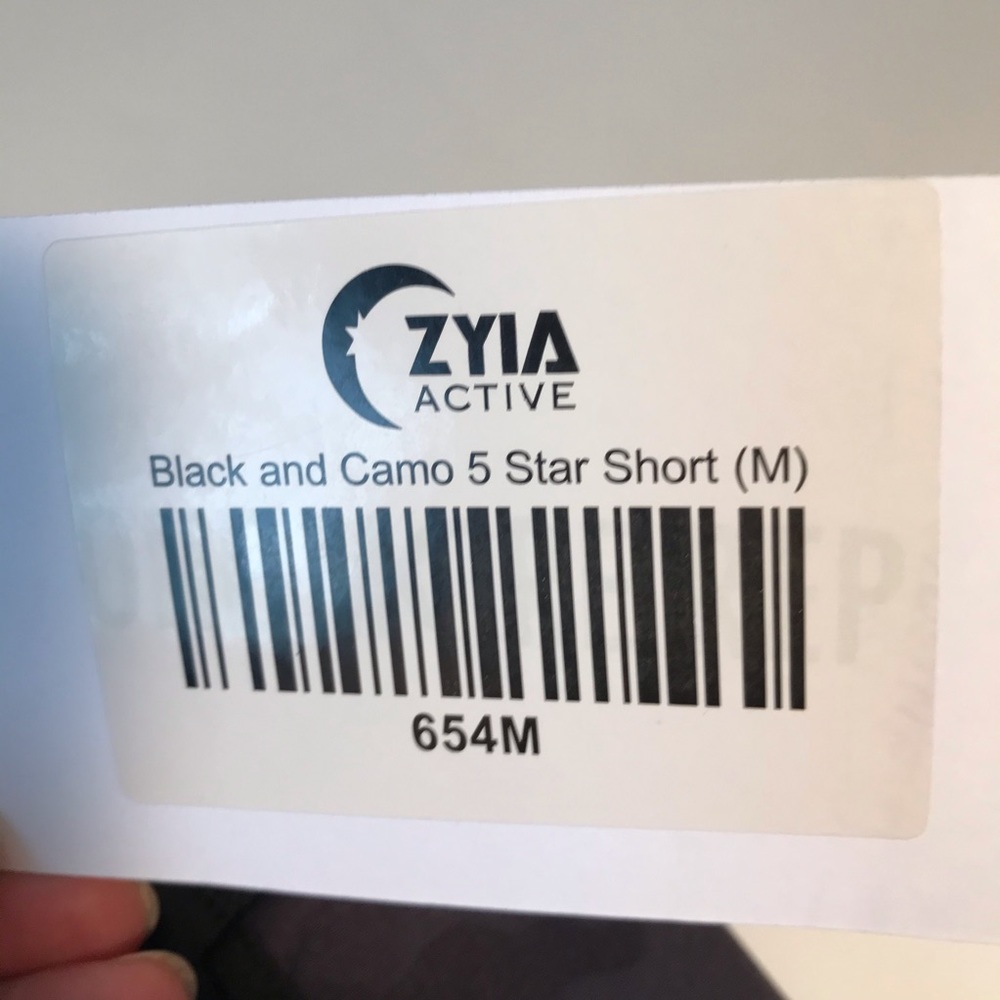 ZYIA
ACTIVE
Black and Camo 5 Star Short (M)
654M